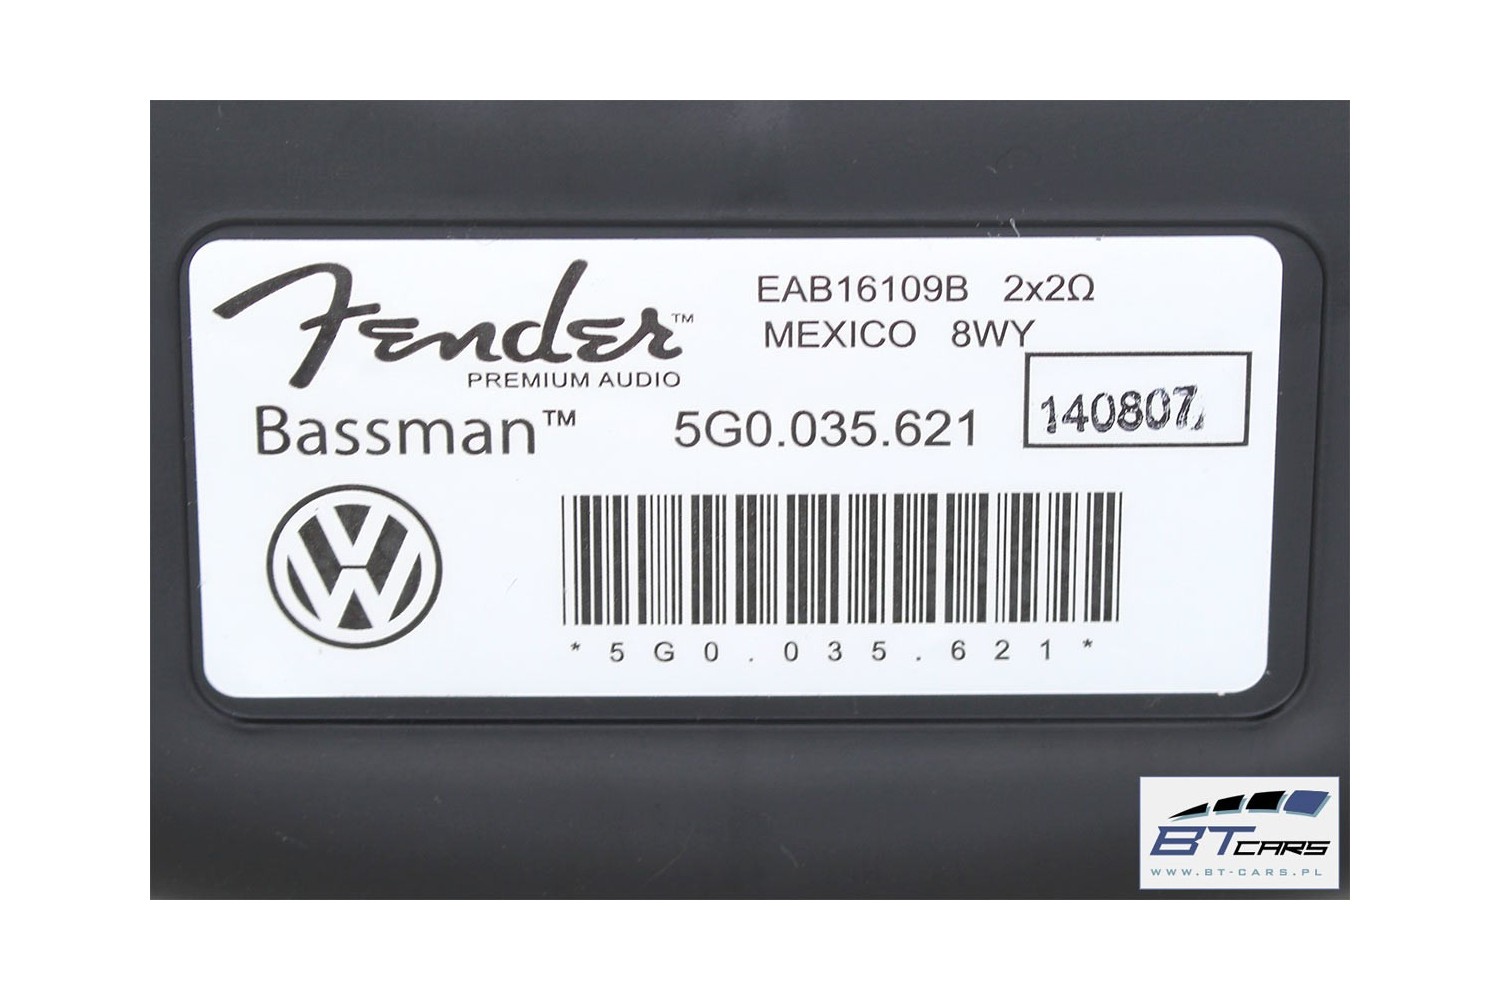 Fender™
PREMIUM AUDIO
EAB16109B 2x2Ω
MEXICO 8WY
140807
Bassman™
5G0.035.621
*5G0.035.621*
BT CARS
WWW.BT-CARS.PL